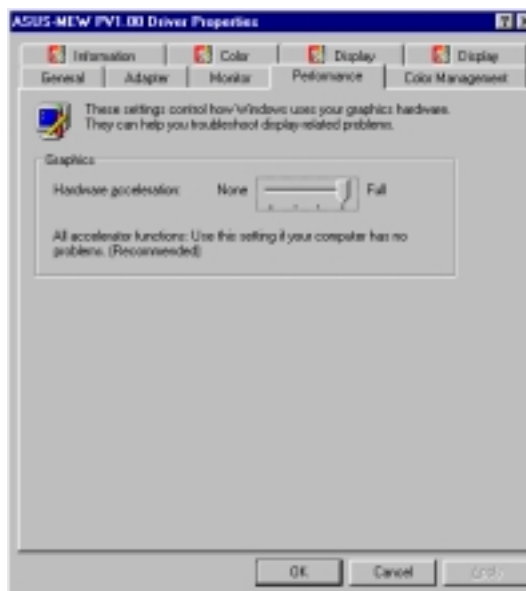 ASUS-MEW PV1.00 Driver Properties
Information Color Display Display
General Adapter Monitor Performance Color Management
These settings control how Windows uses your graphics hardware.
They can help you troubleshoot display-related problems.
Graphics
Hardware acceleration: None Full
All accelerator functions: Use this setting if your computer has no
problems. (Recommended)
OK Cancel Apply